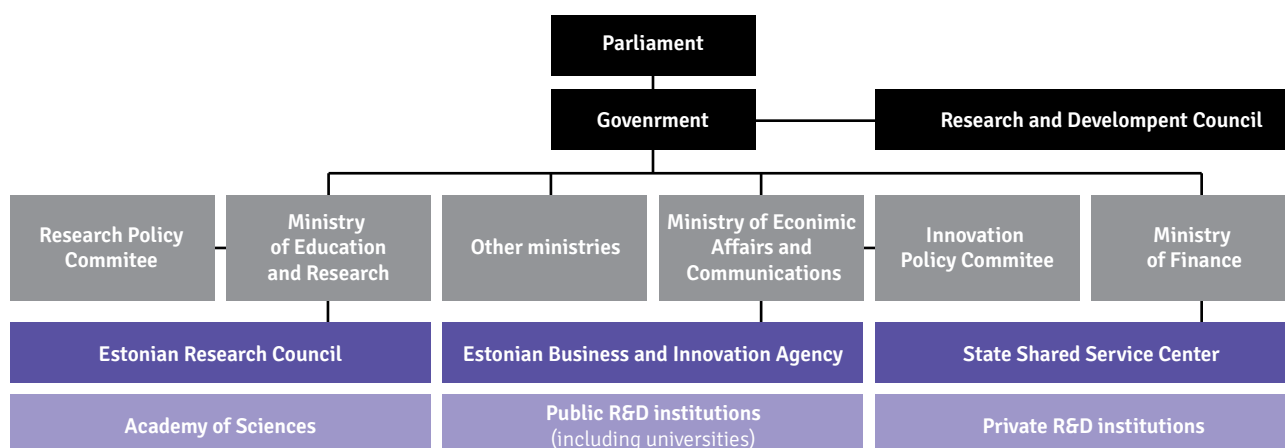 Parliament
Govenrment
Research and Develompent Council
Research Policy
Commitee
Ministry
of Education
and Research
Other ministries
Ministry of Econimic
Affairs and
Communications
Innovation
Policy Commitee
Ministry
of Finance
Estonian Research Council
Estonian Business and Innovation Agency
State Shared Service Center
Academy of Sciences
Public R&D institutions
(including universities)
Private R&D institutions